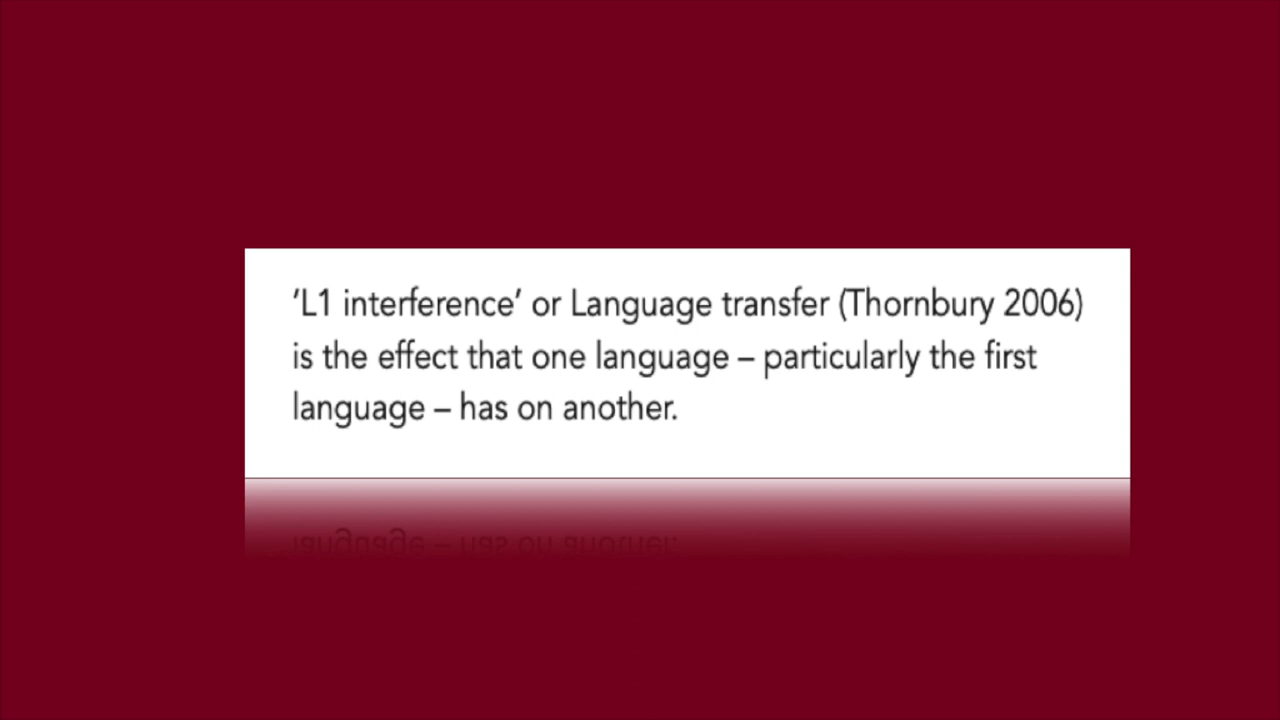 ‘L1 interference’ or Language transfer (Thornbury 2006)
is the effect that one language – particularly the first
language – has on another.